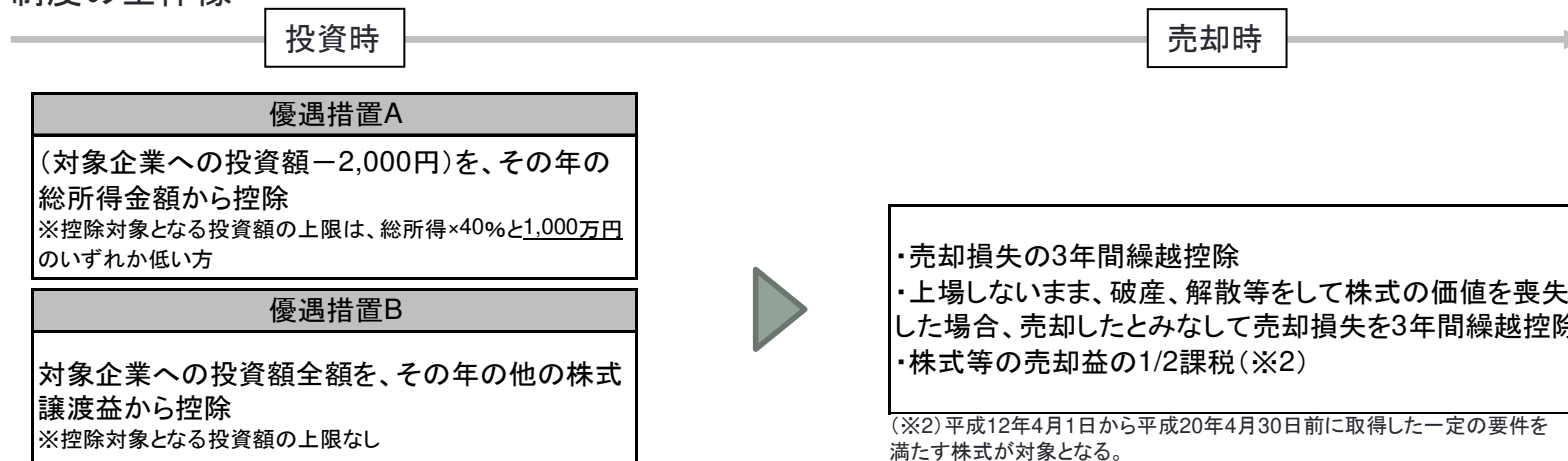 投資時
売却時
優遇措置A
（対象企業への投資額－2,000円）を、その年の
総所得金額から控除
※控除対象となる投資額の上限は、総所得×40%と1,000万円
のいずれか低い方
優遇措置B
対象企業への投資額全額を、その年の他の株式
譲渡益から控除
※控除対象となる投資額の上限なし
・売却損失の3年間繰越控除
・上場しないまま、破産、解散等をして株式の価値を喪失
した場合、売却したとみなして売却損失を3年間繰越控除
・株式等の売却益の1/2課税（※2）
（※2）平成12年4月1日から平成20年4月30日前に取得した一定の要件を
満たす株式が対象となる。